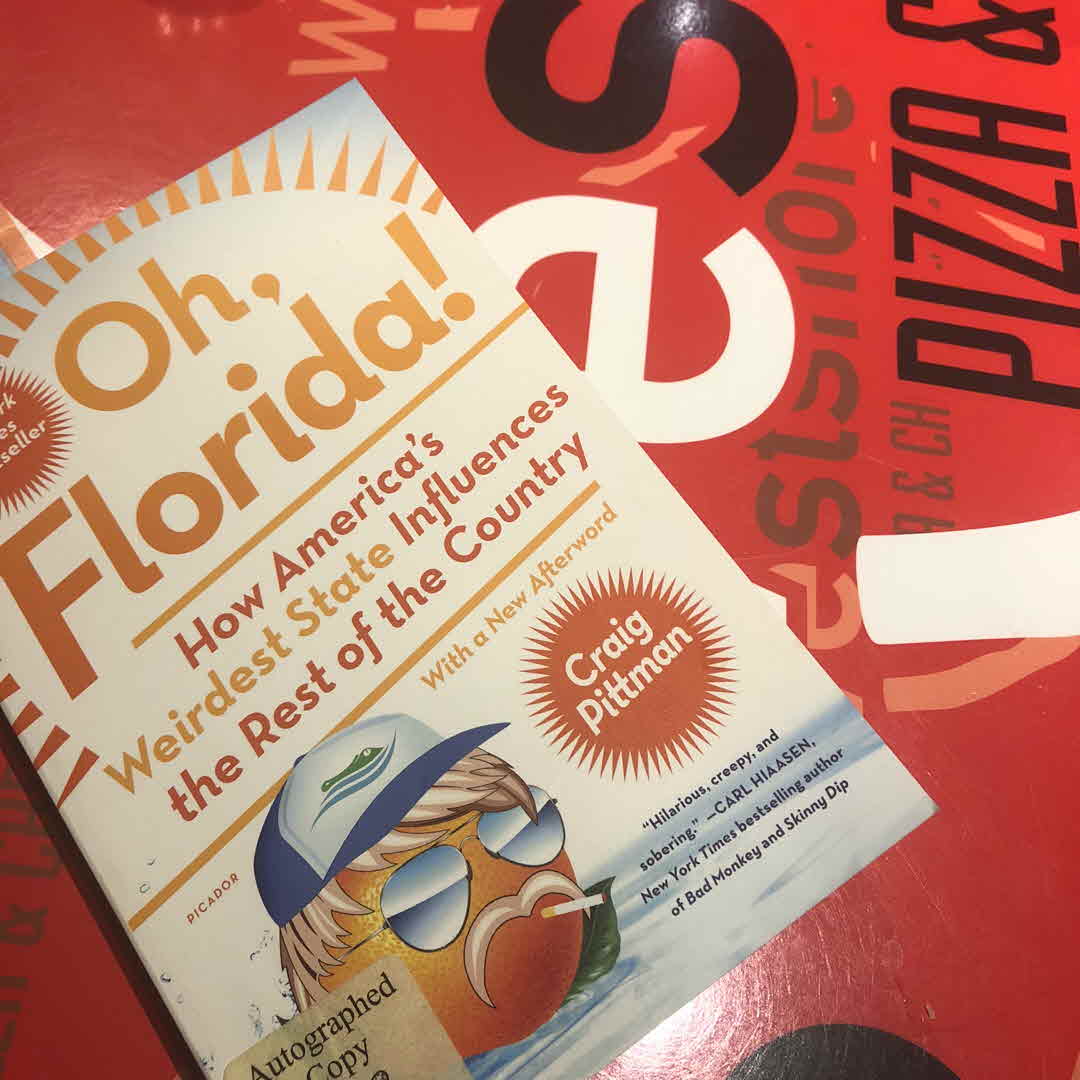 Oh,
Florida!
How America's
Weirdest State Influences
the Rest of the Country
With a New Afterword
Craig
Pittman
"Hilarious, creepy, and
sobering." —CARL HIAASEN,
New York Times bestselling author
of Bad Monkey and Skinny Dip
PICADOR
Autographed
Copy
PIZZA &